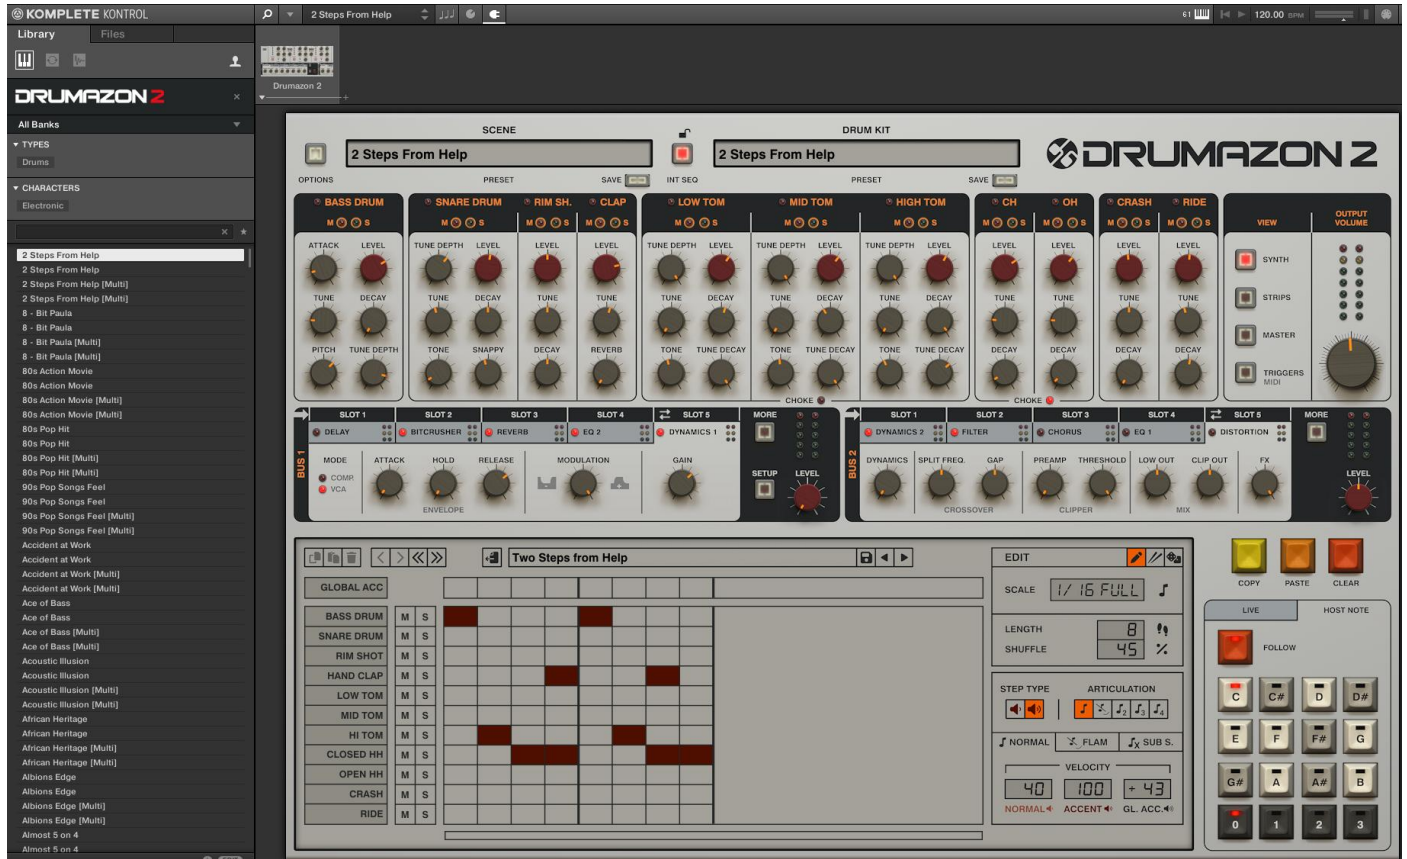 KOMPLETE KONTROL
2 Steps From Help
61
120.00 BPM
Library
Files
DRUMAZON 2
All Banks
TYPES
Drums
CHARACTERS
Electronic
2 Steps From Help
2 Steps From Help
2 Steps From Help [Multi]
2 Steps From Help [Multi]
8 - Bit Paula
8 - Bit Paula
8 - Bit Paula [Multi]
8 - Bit Paula [Multi]
80s Action Movie
80s Action Movie
80s Action Movie [Multi]
80s Action Movie [Multi]
80s Pop Hit
80s Pop Hit
80s Pop Hit [Multi]
80s Pop Hit [Multi]
90s Pop Songs Feel
90s Pop Songs Feel
90s Pop Songs Feel [Multi]
90s Pop Songs Feel [Multi]
Accident at Work
Accident at Work
Accident at Work [Multi]
Accident at Work [Multi]
Ace of Bass
Ace of Bass
Ace of Bass [Multi]
Ace of Bass [Multi]
Acoustic Illusion
Acoustic Illusion
Acoustic Illusion [Multi]
Acoustic Illusion [Multi]
African Heritage
African Heritage
African Heritage [Multi]
African Heritage [Multi]
Albions Edge
Albions Edge
Albions Edge [Multi]
Albions Edge [Multi]
Almost 5 on 4
Almost 5 on 4
Drumazon 2
SCENE
DRUM KIT
2 Steps From Help
2 Steps From Help
DRUMAZON 2
OPTIONS PRESET SAVE INT SEQ PRESET SAVE
BASS DRUM SNARE DRUM RIM SH. CLAP LOW TOM MID TOM HIGH TOM CH OH CRASH RIDE
M S M S M S M S M S M S M S M S M S M S M S
VIEW
OUTPUT VOLUME
ATTACK LEVEL TUNE DEPTH LEVEL LEVEL LEVEL TUNE DEPTH LEVEL TUNE DEPTH LEVEL TUNE DEPTH LEVEL LEVEL LEVEL LEVEL LEVEL
SYNTH
TUNE DECAY TUNE DECAY TUNE TUNE TUNE DECAY TUNE DECAY TUNE DECAY TUNE TUNE TUNE TUNE
STRIPS
MASTER
PITCH TUNE DEPTH TONE SNAPPY DECAY REVERB TONE TUNE DECAY TONE TUNE DECAY TONE TUNE DECAY DECAY DECAY DECAY DECAY
TRIGGERS
MIDI
CHOKE
CHOKE
SLOT 1 SLOT 2 SLOT 3 SLOT 4 SLOT 5 MORE
DELAY BITCRUSHER REVERB EQ 2 DYNAMICS 1
BUS 1
MODE ATTACK HOLD RELEASE MODULATION GAIN SETUP LEVEL
COMP.
VCA
ENVELOPE
SLOT 1 SLOT 2 SLOT 3 SLOT 4 SLOT 5 MORE
DYNAMICS 2 FILTER CHORUS EQ 1 DISTORTION
BUS 2
DYNAMICS SPLIT FREQ. GAP PREAMP THRESHOLD LOW OUT CLIP OUT FX LEVEL
CROSSOVER CLIPPER MIX
Two Steps from Help
GLOBAL ACC
BASS DRUM M S
SNARE DRUM M S
RIM SHOT M S
HAND CLAP M S
LOW TOM M S
MID TOM M S
HI TOM M S
CLOSED HH M S
OPEN HH M S
CRASH M S
RIDE M S
EDIT
SCALE 1/16 FULL
LENGTH 8
SHUFFLE 45 %
STEP TYPE ARTICULATION
2 3 4
NORMAL FLAM X SUB S.
VELOCITY
40 100 + 43
NORMAL ACCENT GL. ACC.
COPY PASTE CLEAR
LIVE HOST NOTE
FOLLOW
C C# D D#
E F F# G
G# A A# B
0 1 2 3